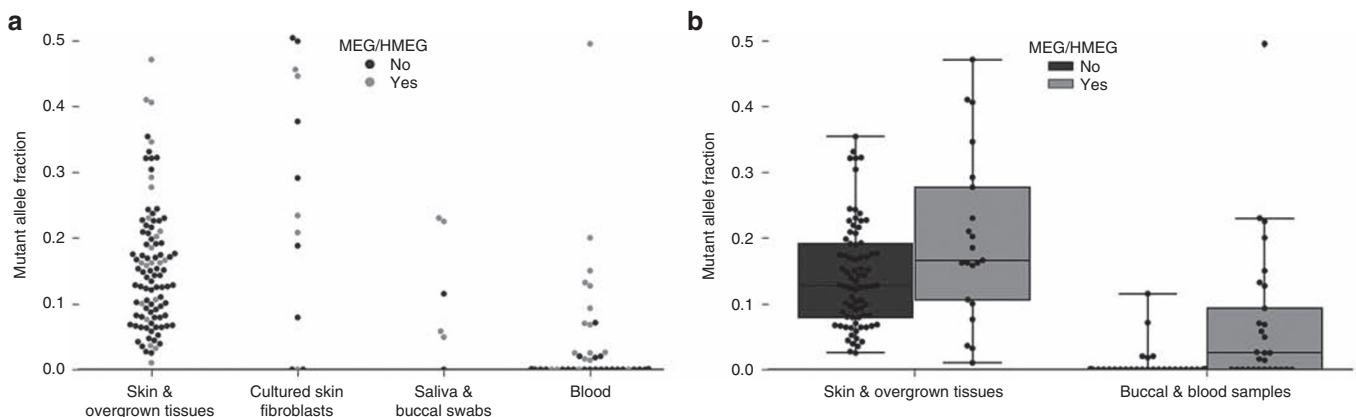 a
Mutant allele fraction
0.5
0.4
0.3
0.2
0.1
0.0
MEG/HMEG
No
Yes
Skin &
overgrown tissues
Cultured skin
fibroblasts
Saliva &
buccal swabs
Blood
b
Mutant allele fraction
0.5
0.4
0.3
0.2
0.1
0.0
MEG/HMEG
No
Yes
Skin & overgrown tissues
Buccal & blood samples